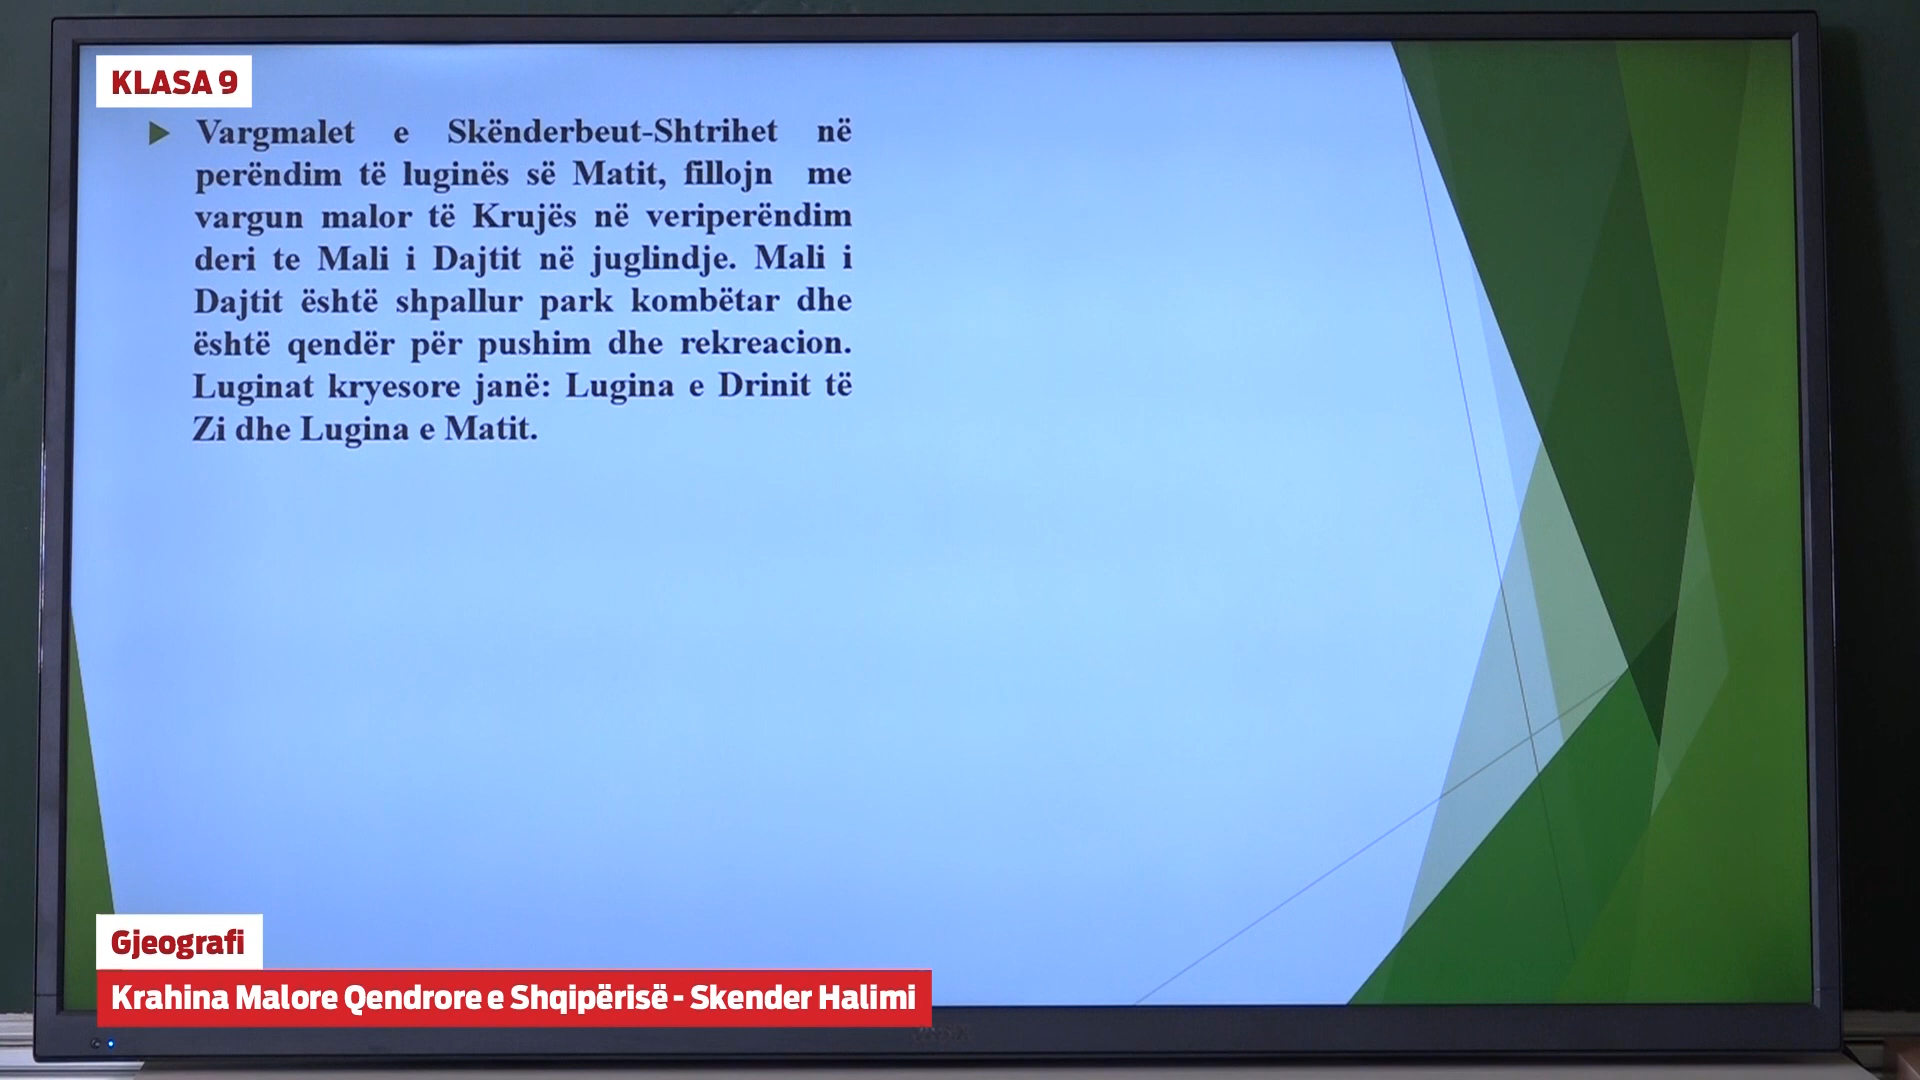 KLASA 9
Vargmalet e Skënderbeut-Shtrihet në
perëndim të luginës së Matit, fillojn me
vargun malor të Krujës në veriperëndim
deri te Mali i Dajtit në juglindje. Mali i
Dajtit është shpallur park kombëtar dhe
është qendër për pushim dhe rekreacion.
Luginat kryesore janë: Lugina e Drinit të
Zi dhe Lugina e Matit.
Gjeografi
Krahina Malore Qendrore e Shqipërisë - Skender Halimi